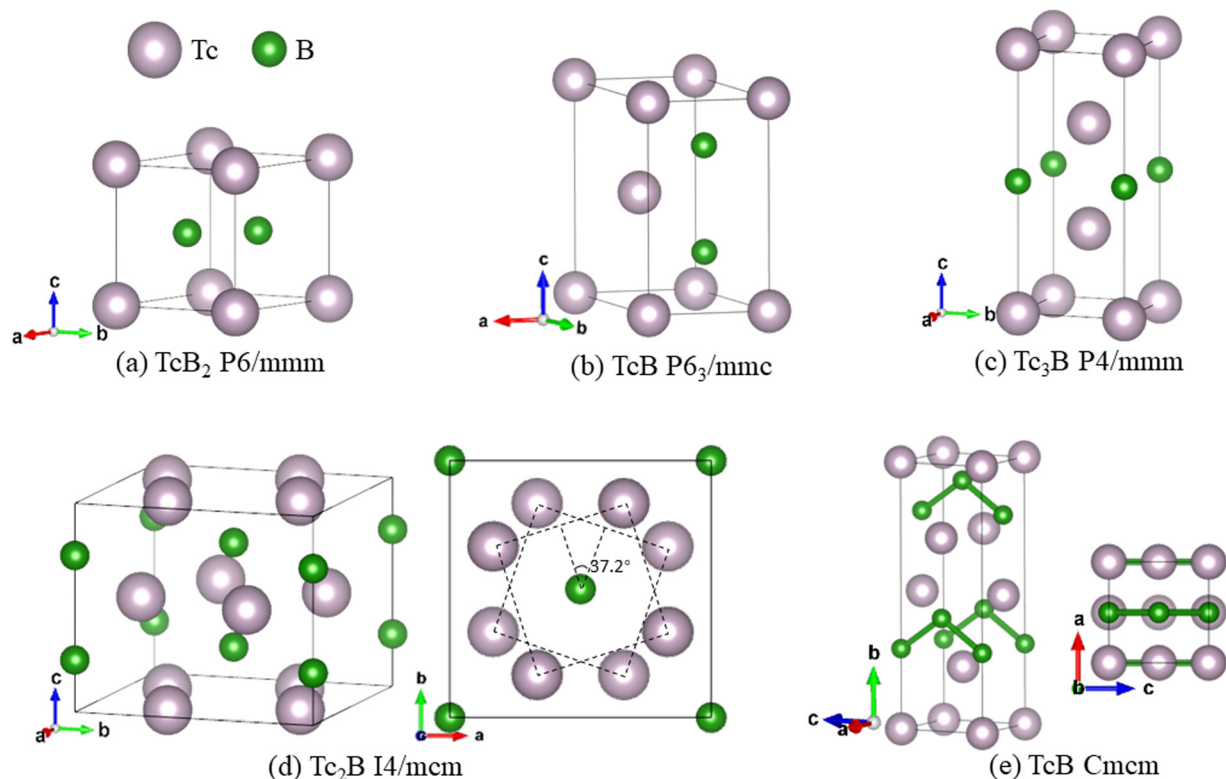 Tc
B
c
a
b
(a) TcB₂ P6/mmm
c
a
b
(b) TcB P6₃/mmc
c
a
b
(c) Tc₃B P4/mmm
c
a
b
37.2°
b
c
a
(d) Tc₂B I4/mcm
b
c
a
a
b
c
(e) TcB Cmcm